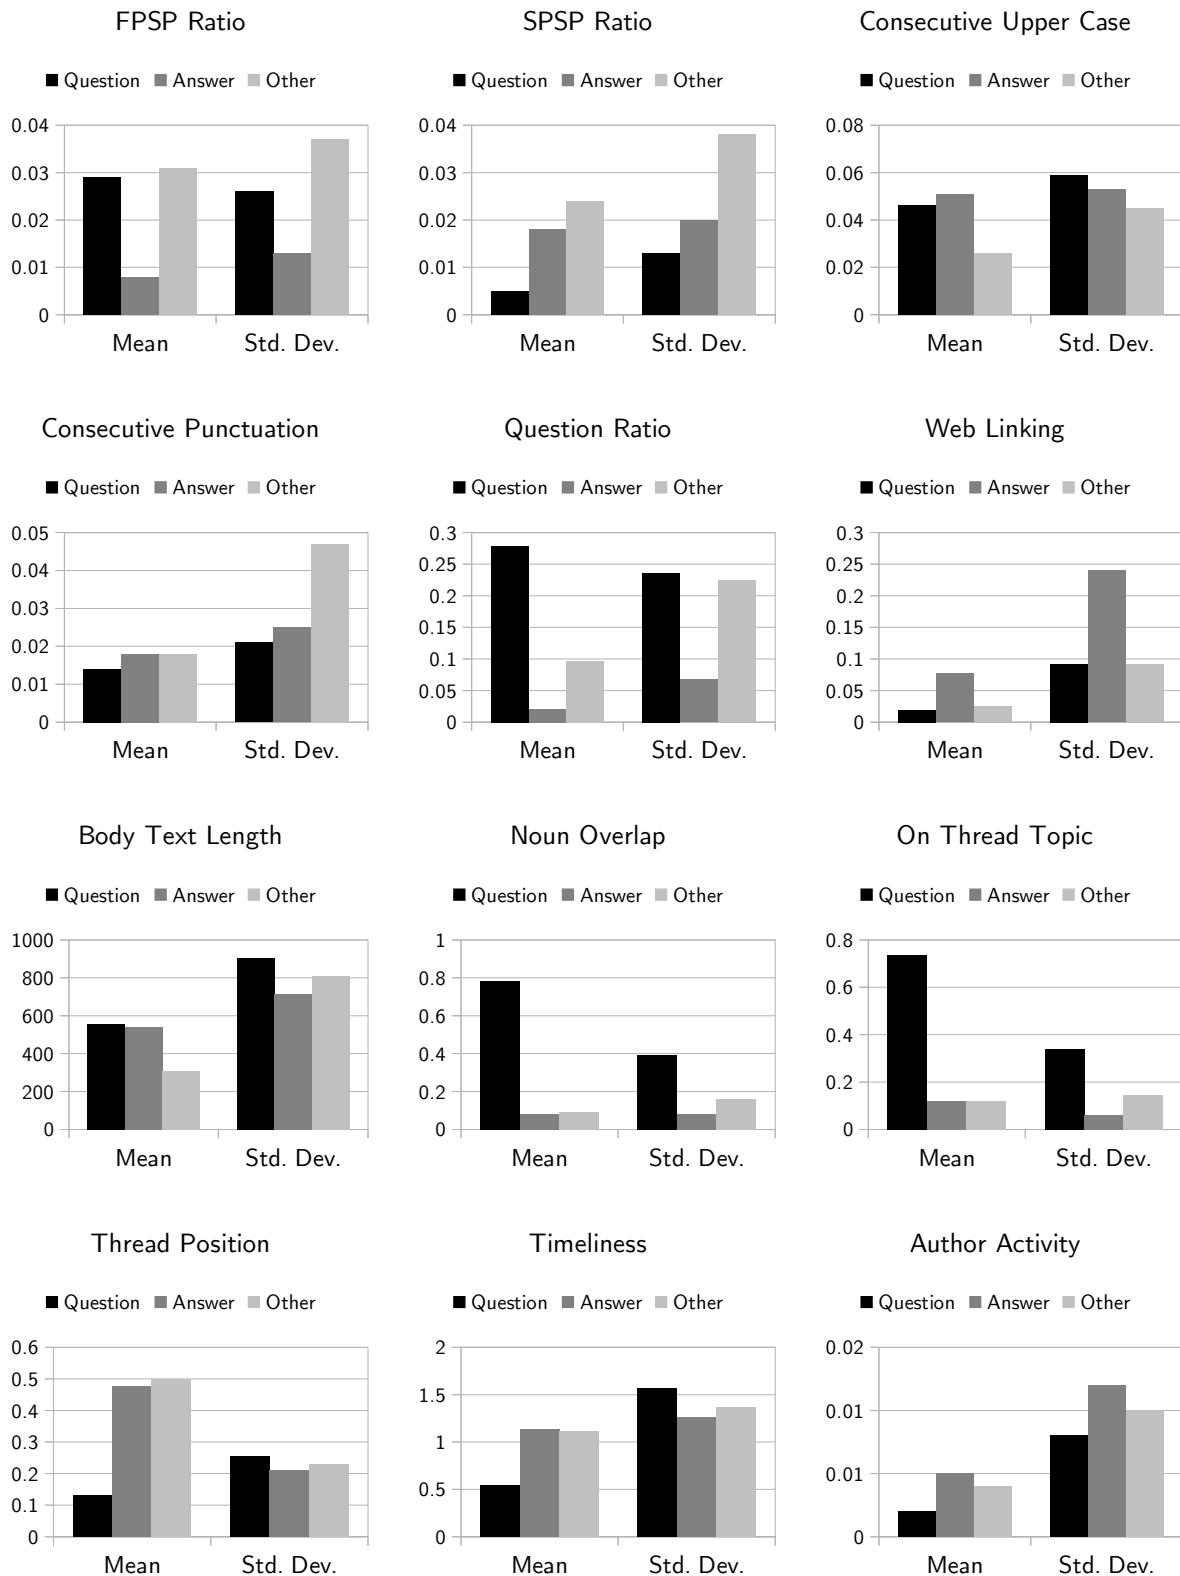 FPSP Ratio
Question Answer Other
0.04
0.03
0.02
0.01
0
Mean Std. Dev.
SPSP Ratio
Question Answer Other
0.04
0.03
0.02
0.01
0
Mean Std. Dev.
Consecutive Upper Case
Question Answer Other
0.08
0.06
0.04
0.02
0
Mean Std. Dev.
Consecutive Punctuation
Question Answer Other
0.05
0.04
0.03
0.02
0.01
0
Mean Std. Dev.
Question Ratio
Question Answer Other
0.3
0.25
0.2
0.15
0.1
0.05
0
Mean Std. Dev.
Web Linking
Question Answer Other
0.3
0.25
0.2
0.15
0.1
0.05
0
Mean Std. Dev.
Body Text Length
Question Answer Other
1000
800
600
400
200
0
Mean Std. Dev.
Noun Overlap
Question Answer Other
1
0.8
0.6
0.4
0.2
0
Mean Std. Dev.
On Thread Topic
Question Answer Other
0.8
0.6
0.4
0.2
0
Mean Std. Dev.
Thread Position
Question Answer Other
0.6
0.5
0.4
0.3
0.2
0.1
0
Mean Std. Dev.
Timeliness
Question Answer Other
2
1.5
1
0.5
0
Mean Std. Dev.
Author Activity
Question Answer Other
0.02
0.01
0.01
0
Mean Std. Dev.